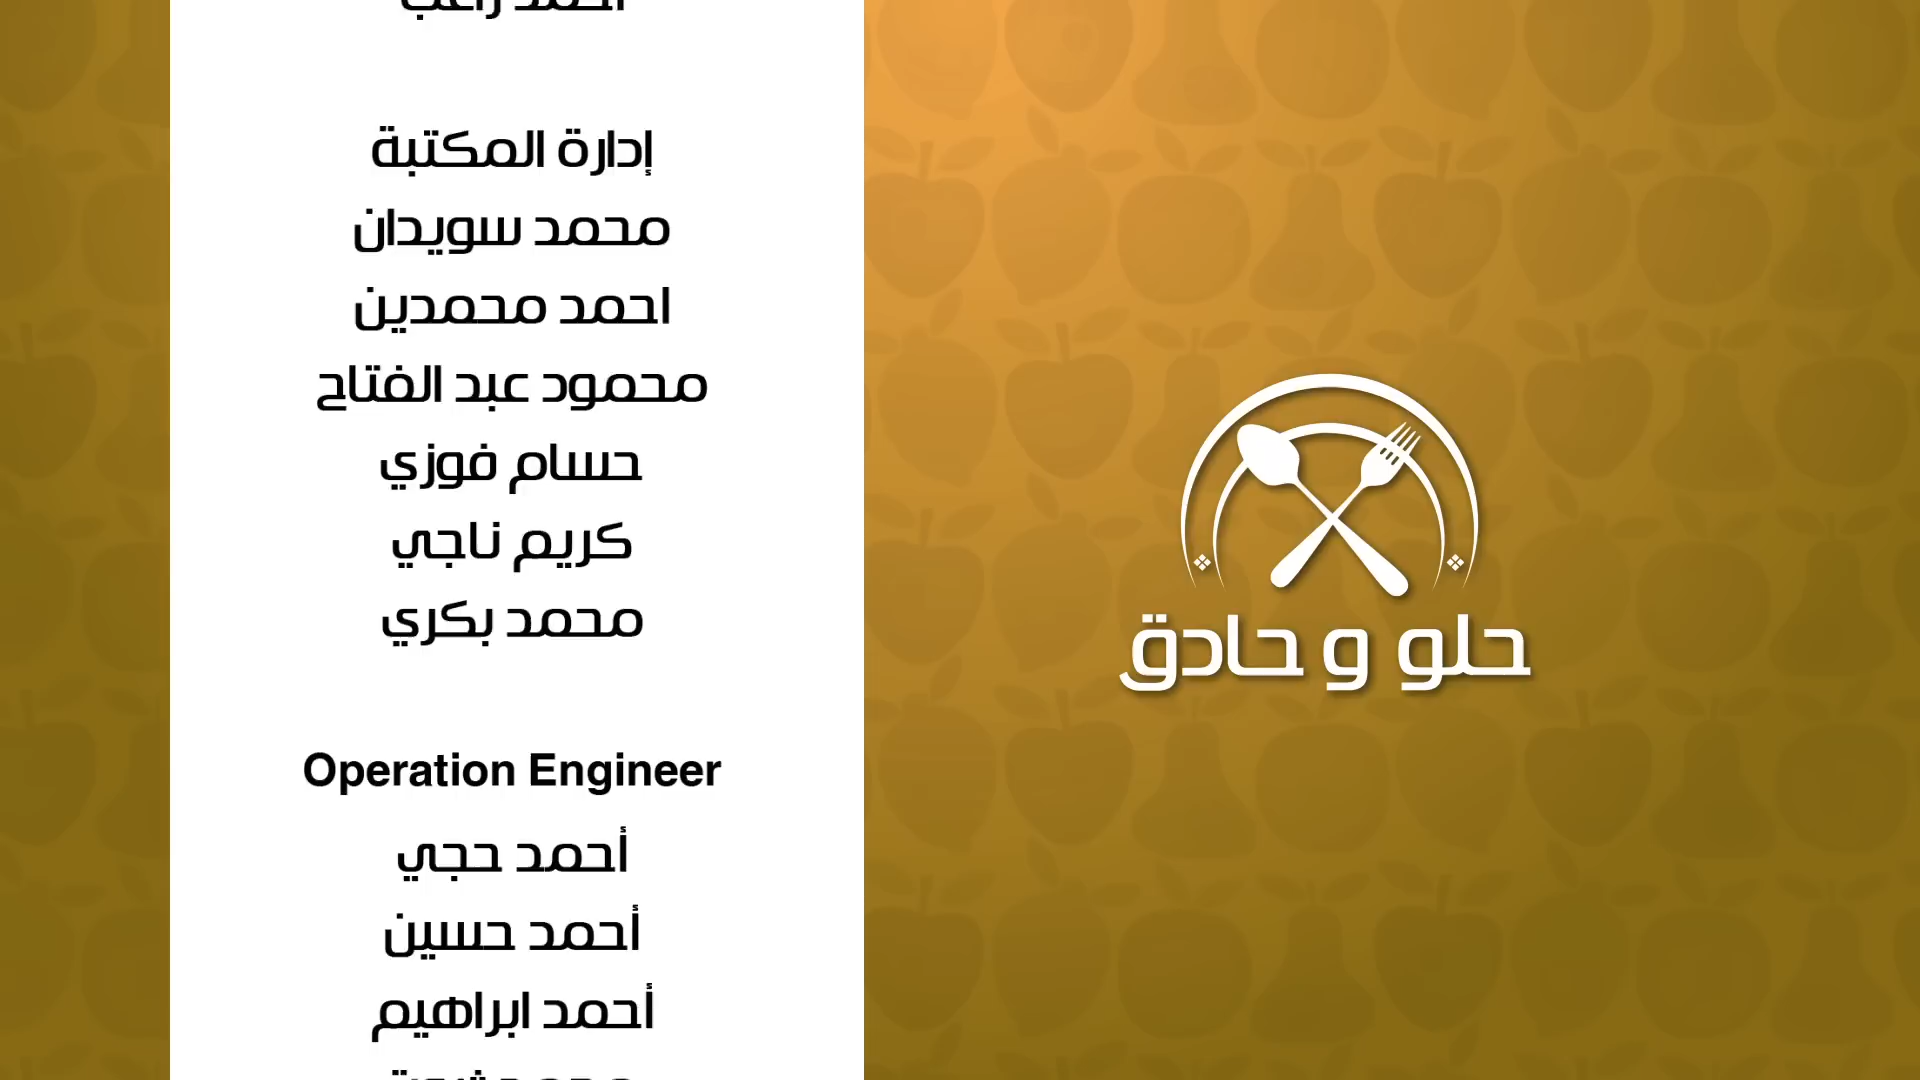 إدارة المكتبة
محمد سويدان
احمد محمدين
محمود عبد الفتاح
حسام فوزي
كريم ناجي
محمد بكري
Operation Engineer
أحمد حجي
أحمد حسين
أحمد ابراهيم
حلو و حادق